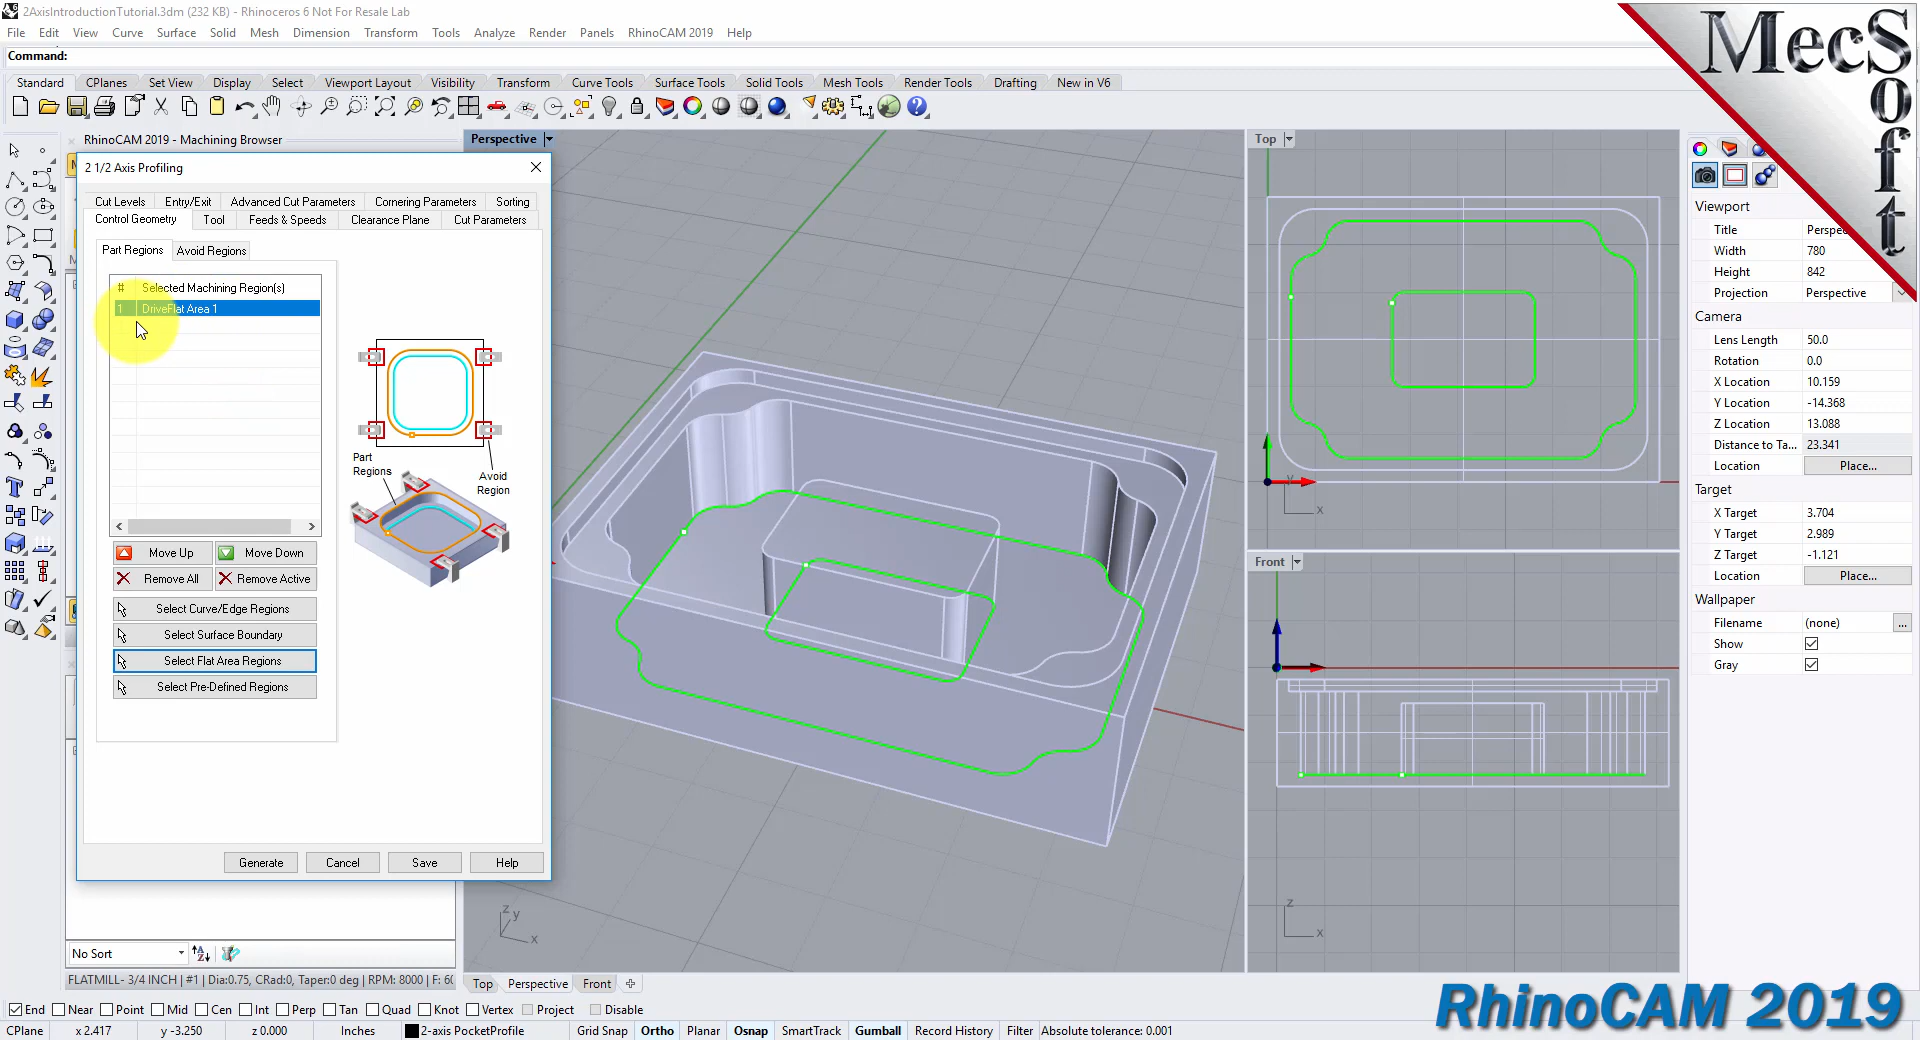 2AxisIntroductionTutorial.3dm (232 KB) - Rhinoceros 6 Not For Resale Lab
File Edit View Curve Surface Solid Mesh Dimension Transform Tools Analyze Render Panels RhinoCAM 2019 Help
Command:
Standard CPlanes Set View Display Select Viewport Layout Visibility Transform Curve Tools Surface Tools Solid Tools Mesh Tools Render Tools Drafting New in V6
MecSoft
RhinoCAM 2019 - Machining Browser
2 1/2 Axis Profiling
Cut Levels Entry/Exit Advanced Cut Parameters Cornering Parameters Sorting
Control Geometry Tool Feeds & Speeds Clearance Plane Cut Parameters
Part Regions Avoid Regions
# Selected Machining Region(s)
1 DriveFlat Area 1
Part Regions
Avoid Region
Move Up Move Down
Remove All Remove Active
Select Curve/Edge Regions
Select Surface Boundary
Select Flat Area Regions
Select Pre-Defined Regions
Generate Cancel Save Help
No Sort
FLATMILL- 3/4 INCH | #1 | Dia:0.75, CRad:0, Taper:0 deg | RPM: 8000 | F: 60
Perspective
z y x
Top
y x
Front
z x
Top Perspective Front
Viewport
Title Perspec
Width 780
Height 842
Projection Perspective
Camera
Lens Length 50.0
Rotation 0.0
X Location 10.159
Y Location -14.368
Z Location 13.088
Distance to Ta... 23.341
Location Place...
Target
X Target 3.704
Y Target 2.989
Z Target -1.121
Location Place...
Wallpaper
Filename (none) ...
Show
Gray
RhinoCAM 2019
End Near Point Mid Cen Int Perp Tan Quad Knot Vertex Project Disable
CPlane x 2.417 y -3.250 z 0.000 Inches 2-axis PocketProfile Grid Snap Ortho Planar Osnap SmartTrack Gumball Record History Filter Absolute tolerance: 0.001